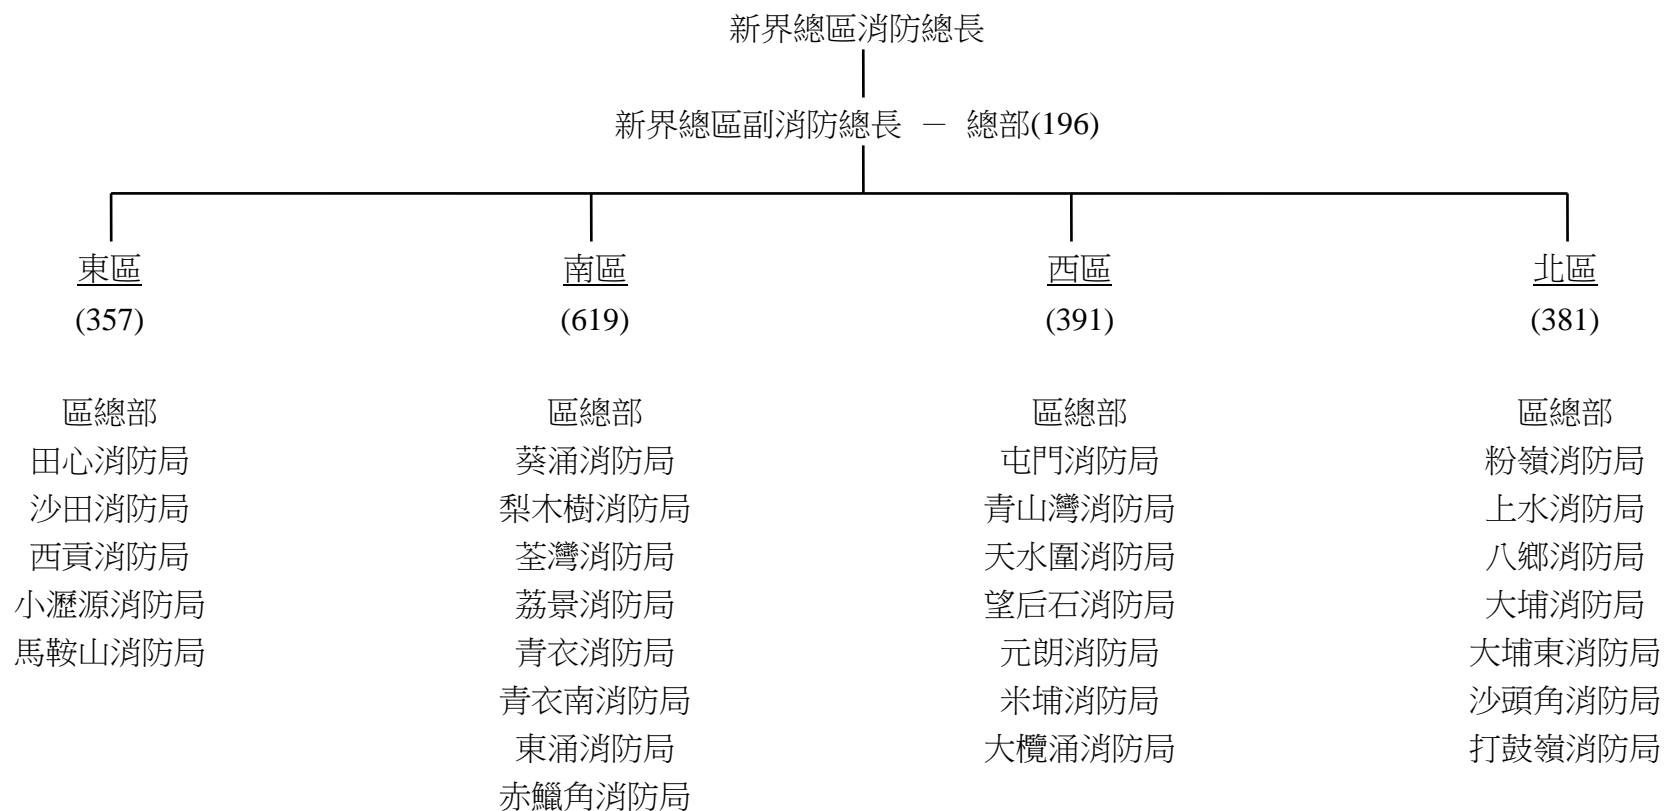 新界總區消防總長
新界總區副消防總長 － 總部(196)
東區
(357)
區總部
田心消防局
沙田消防局
西貢消防局
小瀝源消防局
馬鞍山消防局
南區
(619)
區總部
葵涌消防局
梨木樹消防局
荃灣消防局
荔景消防局
青衣消防局
青衣南消防局
東涌消防局
赤鱲角消防局
西區
(391)
區總部
屯門消防局
青山灣消防局
天水圍消防局
望后石消防局
元朗消防局
米埔消防局
大欖涌消防局
北區
(381)
區總部
粉嶺消防局
上水消防局
八鄉消防局
大埔消防局
大埔東消防局
沙頭角消防局
打鼓嶺消防局